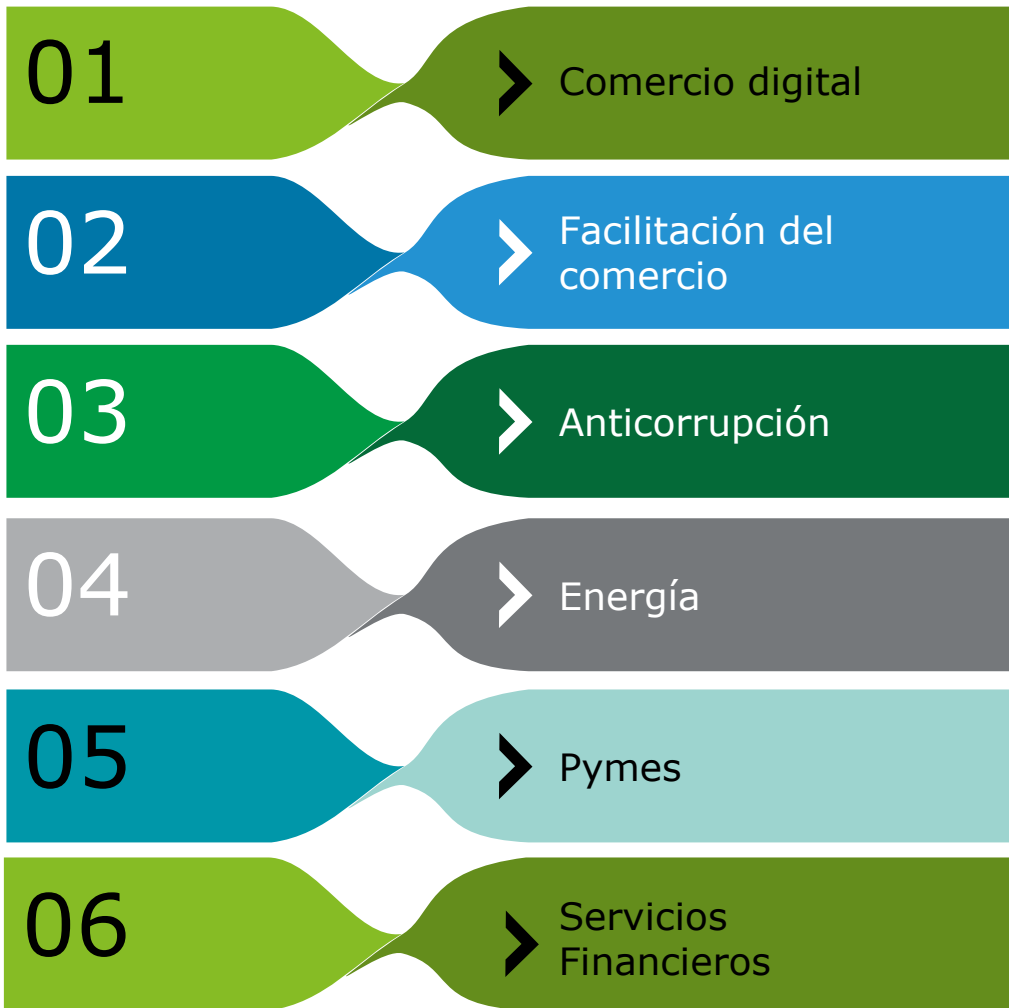 01
Comercio digital
02
Facilitación del
comercio
03
Anticorrupción
04
Energía
05
Pymes
06
Servicios
Financieros